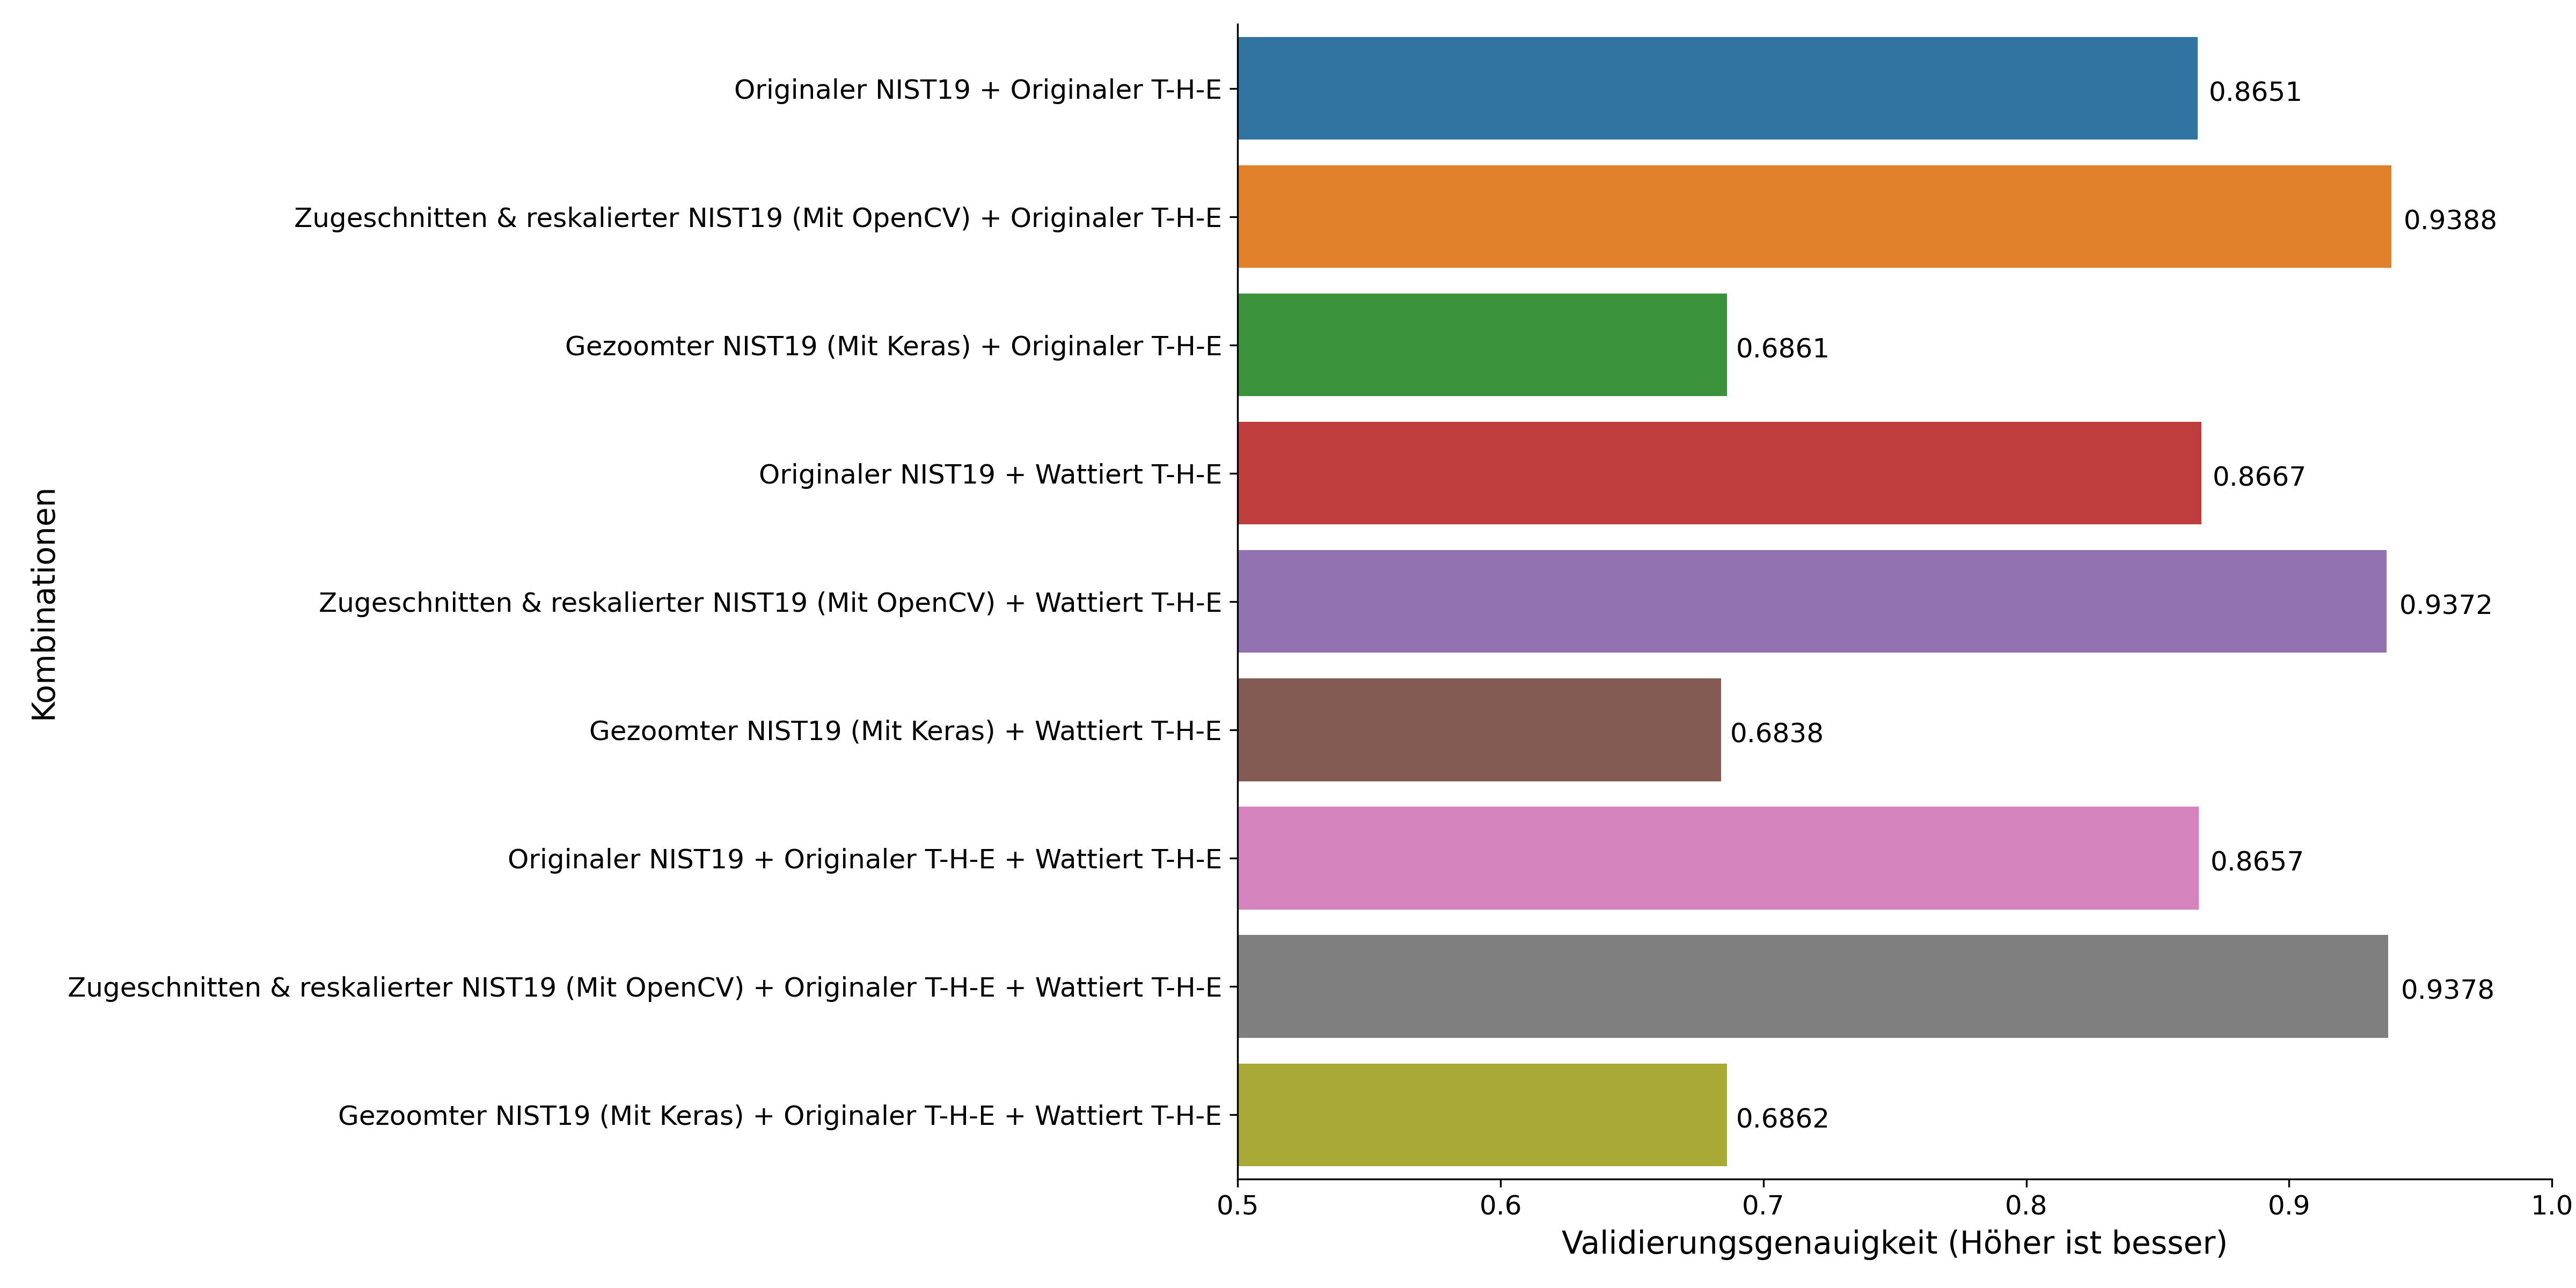 Kombinationen
Originaler NIST19 + Originaler T-H-E
0.8651
Zugeschnitten & reskalierter NIST19 (Mit OpenCV) + Originaler T-H-E
0.9388
Gezoomter NIST19 (Mit Keras) + Originaler T-H-E
0.6861
Originaler NIST19 + Wattiert T-H-E
0.8667
Zugeschnitten & reskalierter NIST19 (Mit OpenCV) + Wattiert T-H-E
0.9372
Gezoomter NIST19 (Mit Keras) + Wattiert T-H-E
0.6838
Originaler NIST19 + Originaler T-H-E + Wattiert T-H-E
0.8657
Zugeschnitten & reskalierter NIST19 (Mit OpenCV) + Originaler T-H-E + Wattiert T-H-E
0.9378
Gezoomter NIST19 (Mit Keras) + Originaler T-H-E + Wattiert T-H-E
0.6862
0.5 0.6 0.7 0.8 0.9 1.0
Validierungsgenauigkeit (Höher ist besser)